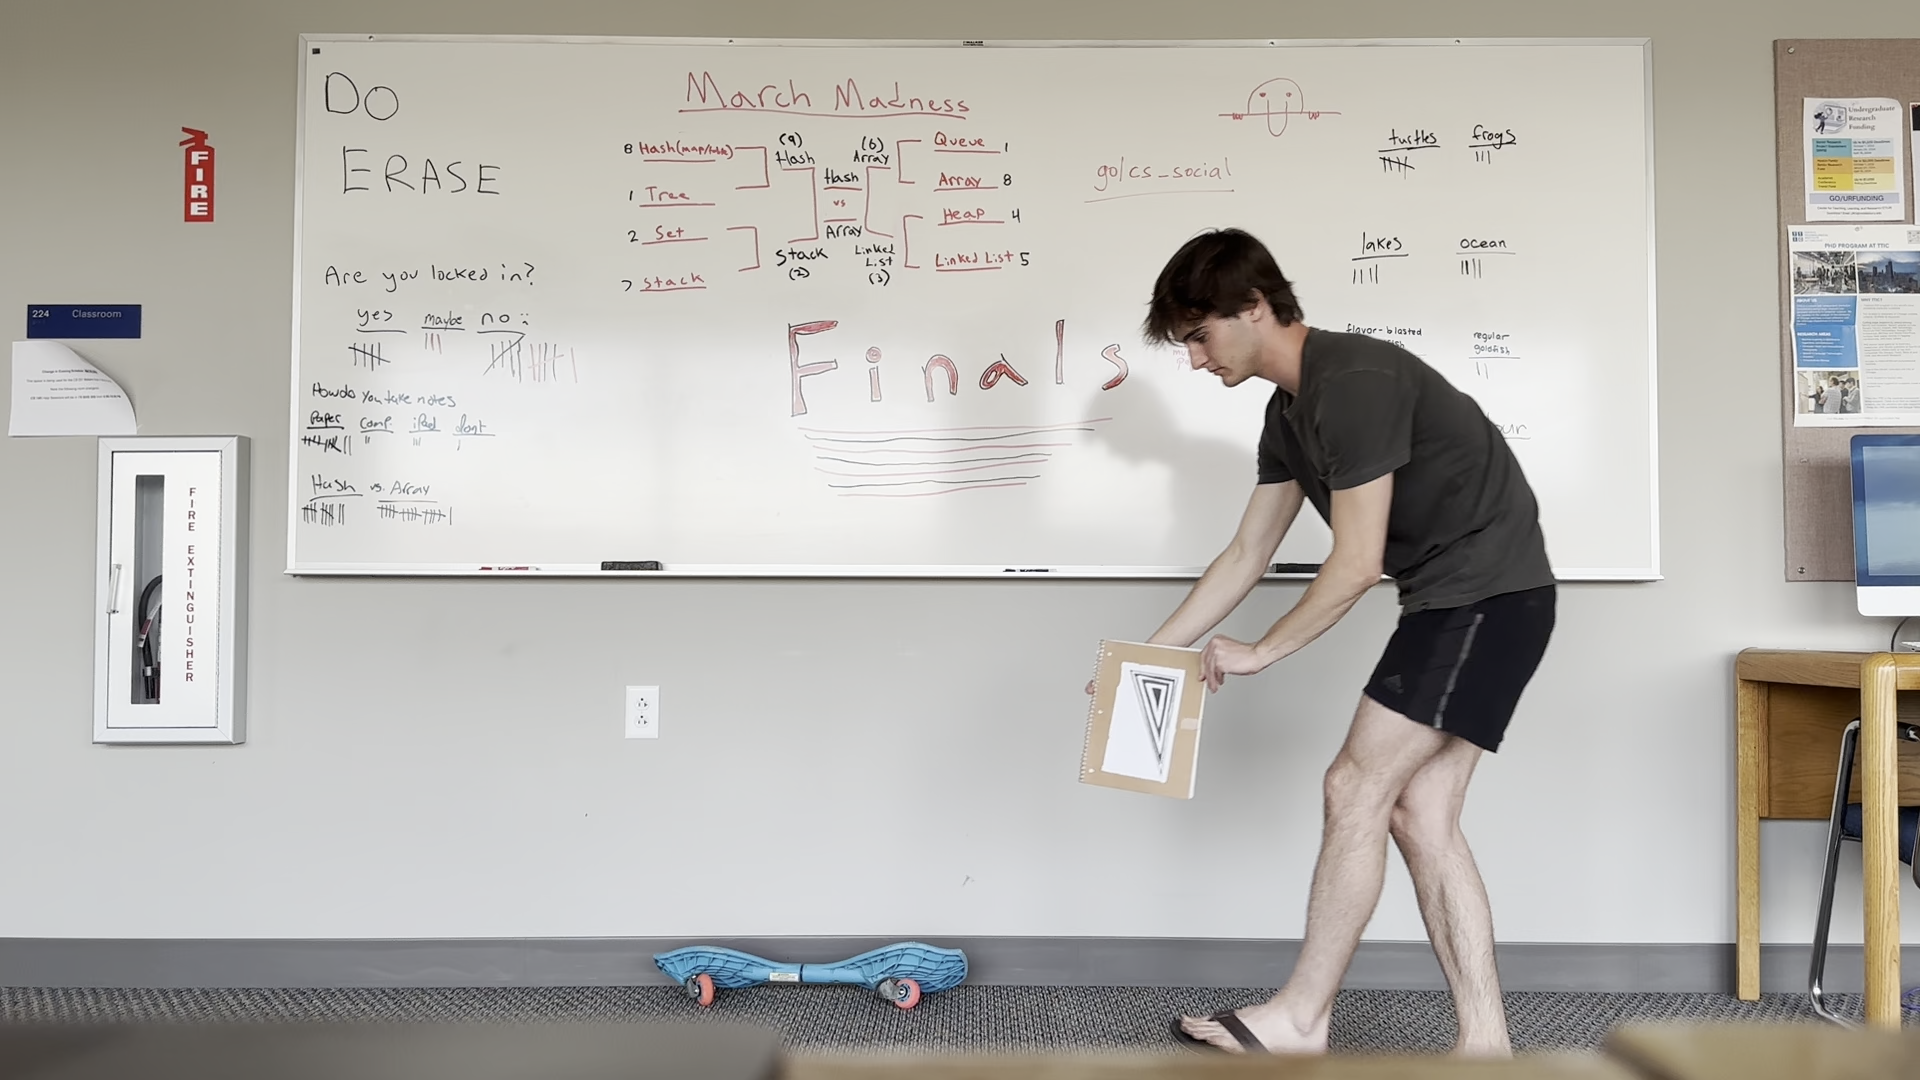 DO
ERASE
Are you locked in?
yes
maybe
no :
How do you take notes
Paper
comp.
iPad
dont
Hash vs. Array
March Madness
8 Hash(map/table)
1 Tree
2 Set
7 Stack
(9)
Hash
Stack
(2)
Hash
vs
Array
(6)
Array
Linked
List
(3)
Queue 1
Array 8
Heap 4
Linked List 5
Finals
go/cs_social
turtles
frogs
lakes
ocean
flavor-blasted
regular
goldfish
FIRE
224 Classroom
FIRE EXTINGUISHER
Undergraduate
Research
Funding
GO/URFUNDING
PHD PROGRAM AT TTIC